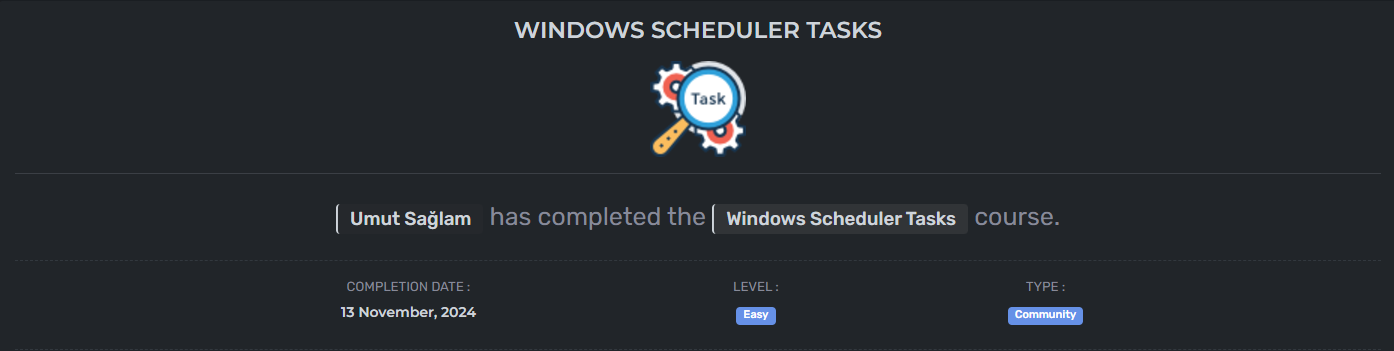 WINDOWS SCHEDULER TASKS
Task
Umut Sağlam has completed the Windows Scheduler Tasks course.
COMPLETION DATE :
13 November, 2024
LEVEL :
Easy
TYPE :
Community